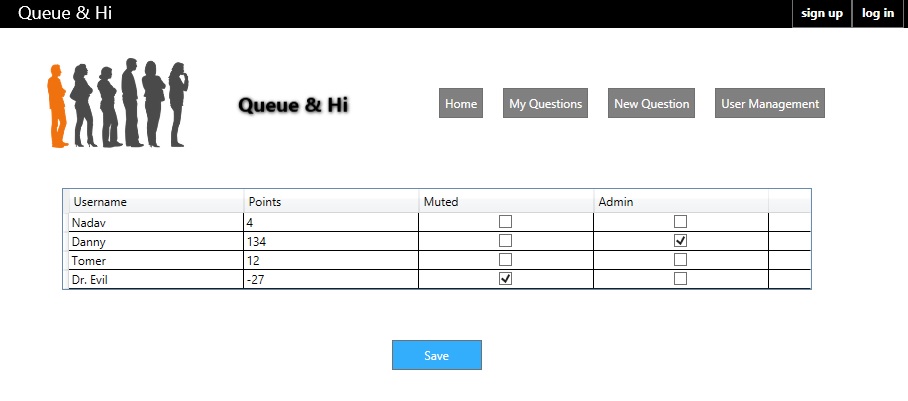 Queue & Hi sign up log in
Queue & Hi Home My Questions New Question User Management
Username Points Muted Admin
Nadav 4
Danny 134
Tomer 12
Dr. Evil -27
Save